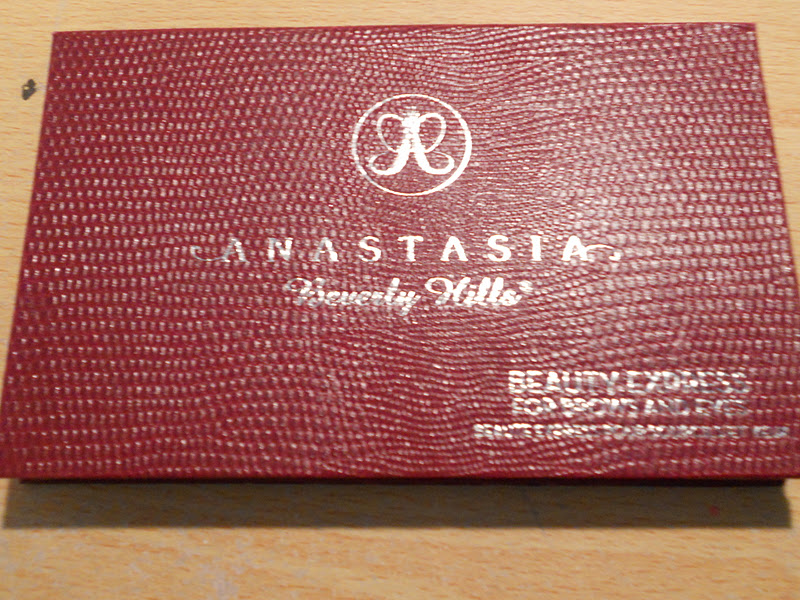 ANASTASIA
Beverly Hills®
BEAUTY EXPRESS
FOR BROWS AND EYES